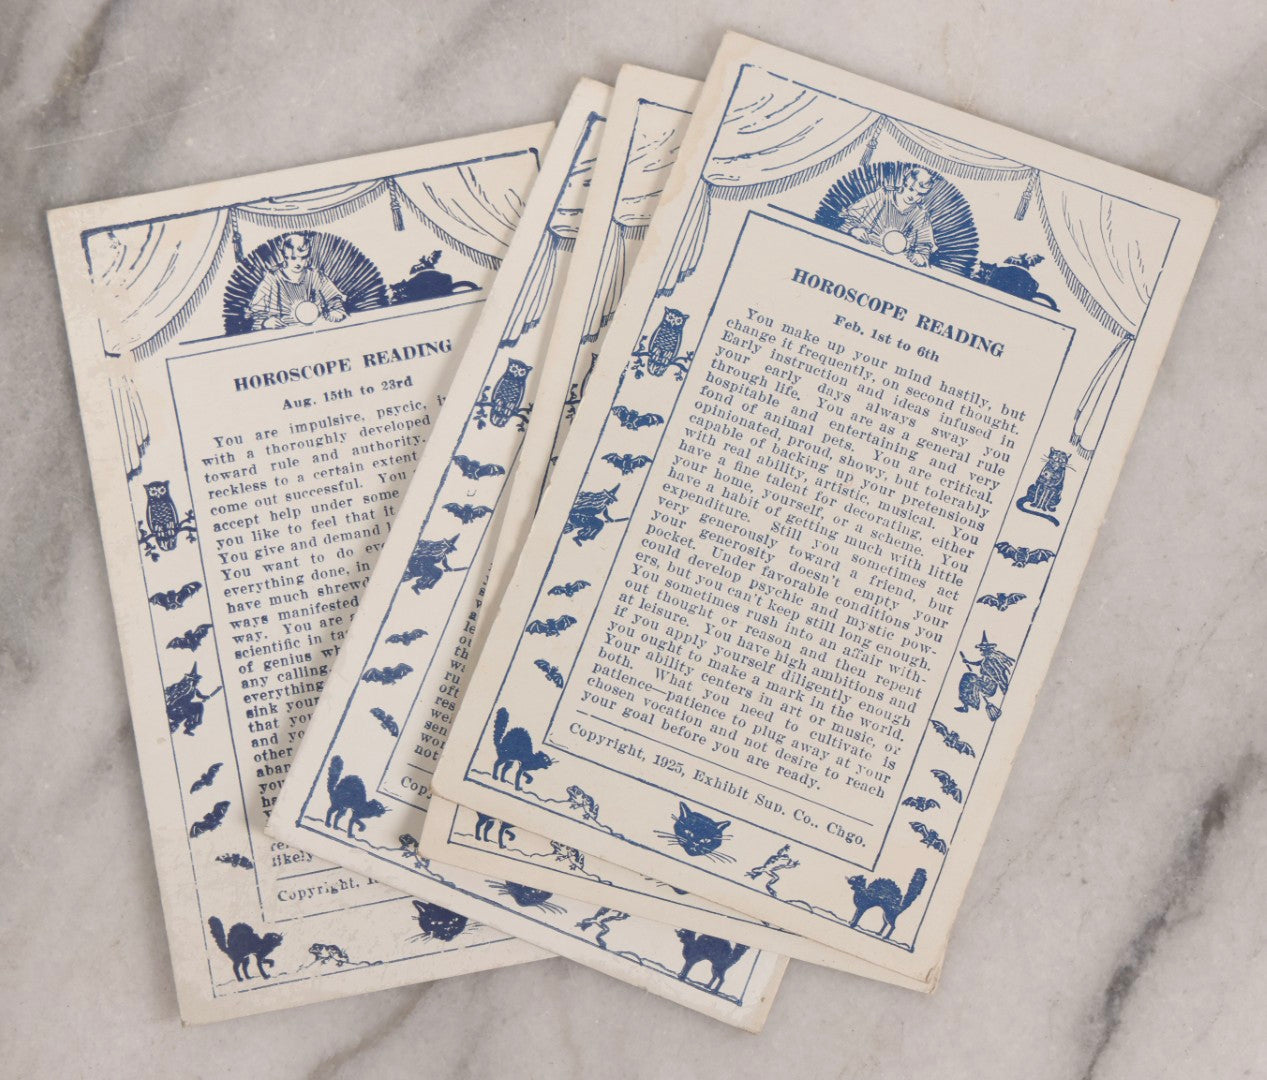 HOROSCOPE READING
Aug. 15th to 23rd
You are impulsive, psycic,
with a thoroughly developed
toward rule and authority.
reckless to a certain extent
come out successful. You
accept help under some
you like to feel that it
You give and demand
You want to do
everything done, in
have much
ways manifested
way. You are
scientific in
of genius
any calling.
everything
sink your
that you
and
other
you
likely
Copyright,
HOROSCOPE READING
Feb. 1st to 6th
You make up your mind hastily, but
change it frequently, on second thought.
Early instruction and ideas infused in
your early days always sway you
through life. You are as a general rule
hospitable and entertaining and very
fond of animal pets. You are critical,
opinionated, proud, showy, but tolerably
capable of backing up your pretensions
with real ability, artistic, musical. You
have a fine talent for decorating, either
your home, yourself, or a scheme. You
have a habit of getting much with little
expenditure. Still you sometimes act
very generously toward a friend, but
your generosity doesn't empty your
pocket. Under favorable conditions you
could develop psychic and mystic pow-
ers, but you can't keep still long enough.
You sometimes rush into an affair with-
out thought or reason and then repent
at leisure. You have high ambitions and
if you apply yourself diligently enough
you ought to make a mark in the world.
Your ability centers in art or music, or
both. What you need to cultivate is
patience—patience to plug away at your
chosen vocation and not desire to reach
your goal before you are ready.
Copyright, 1925, Exhibit Sup. Co., Chgo.